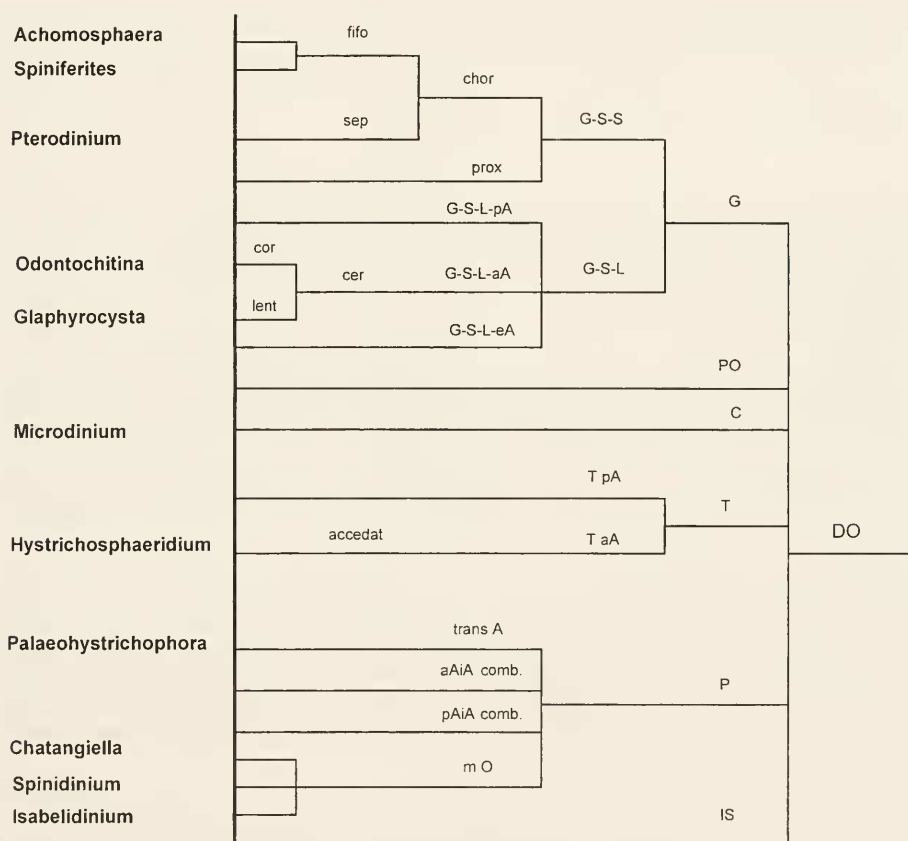 Achomosphaera
fifo
Spiniferites
chor
sep
G-S-S
Pterodinium
prox
G
G-S-L-pA
cor
Odontochitina
cer
G-S-L-aA
G-S-L
lent
Glaphyrocysta
G-S-L-eA
PO
C
Microdinium
T pA
T
DO
accedat
T aA
Hystrichosphaeridium
trans A
Palaeohystrichophora
aAiA comb.
P
pAiA comb.
Chatangiella
m O
Spinidinium
Isabelidinium
IS